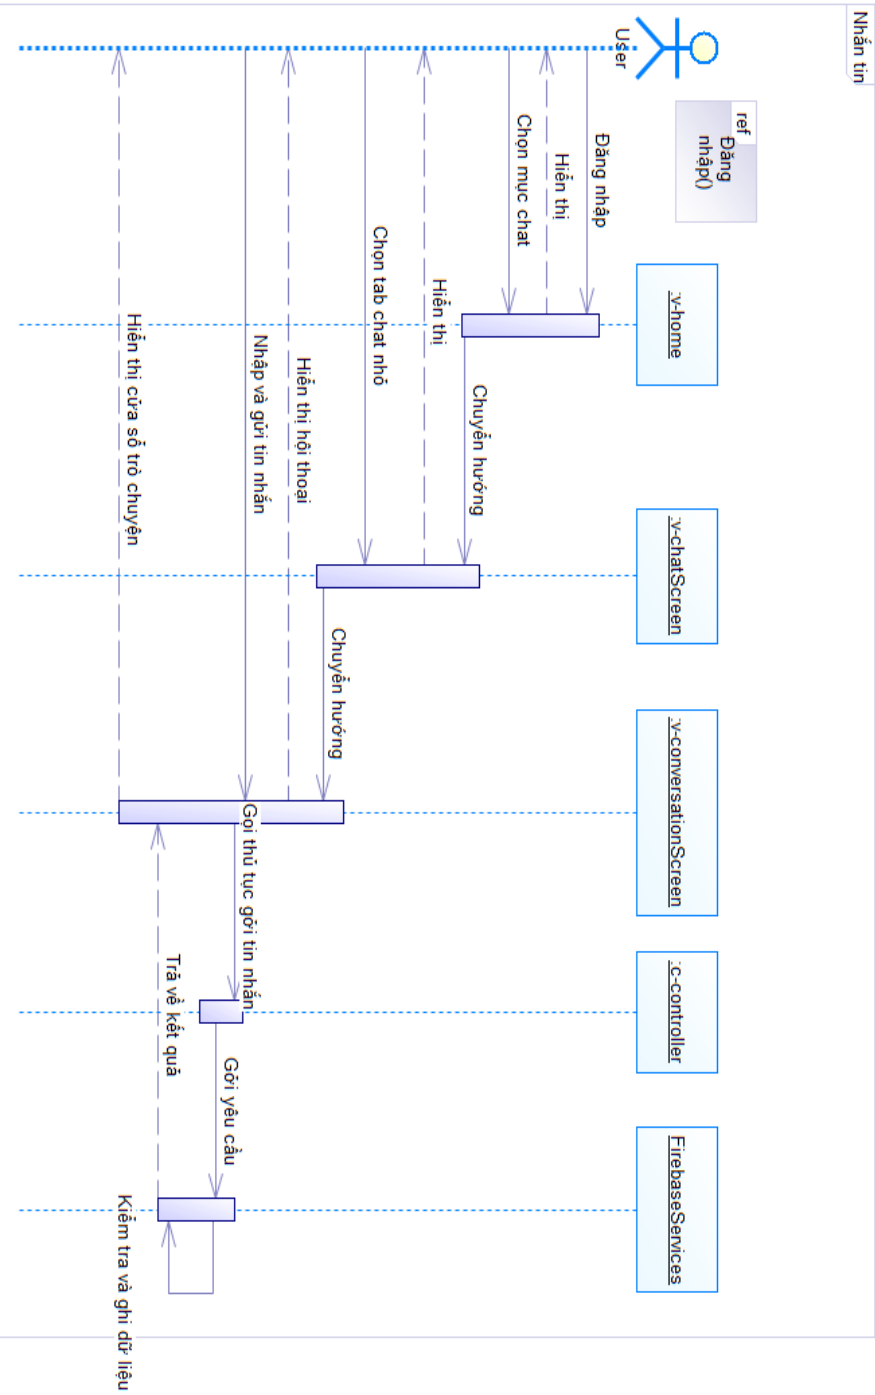 Nhắn tin
User
ref
Đăng
nhập()
:v-home
:v-chatScreen
:v-conversationScreen
:c-controller
FirebaseServices
Đăng nhập
Hiển thị
Chọn mục chat
Chuyển hướng
Hiển thị
Chọn tab chat nhỏ
Chuyển hướng
Hiển thị hội thoại
Nhập và gửi tin nhắn
Gọi thủ tục gởi tin nhắn
Gởi yêu cầu
Kiểm tra và ghi dữ liệu
Trả về kết quả
Hiển thị cửa sổ trò chuyện